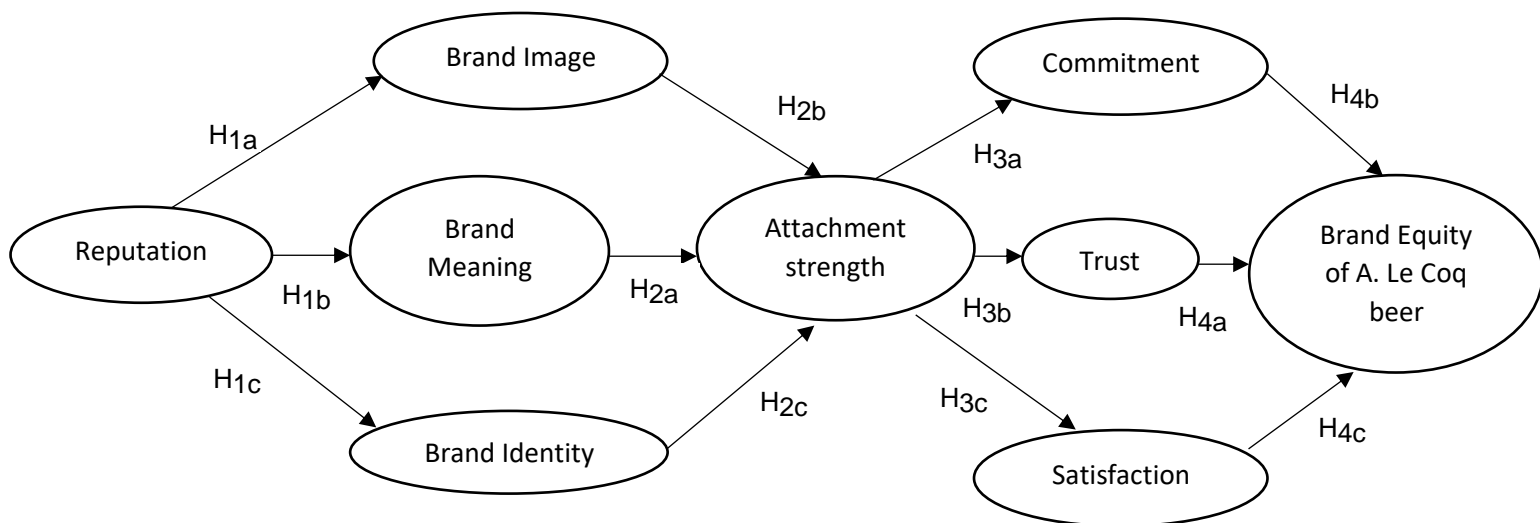 Brand Image
Commitment
H1a
H2b
H3a
H4b
Reputation
Brand
Meaning
Attachment
strength
Trust
Brand Equity
of A. Le Coq
beer
H1b
H2a
H3b
H4a
H1c
H2c
H3c
H4c
Brand Identity
Satisfaction